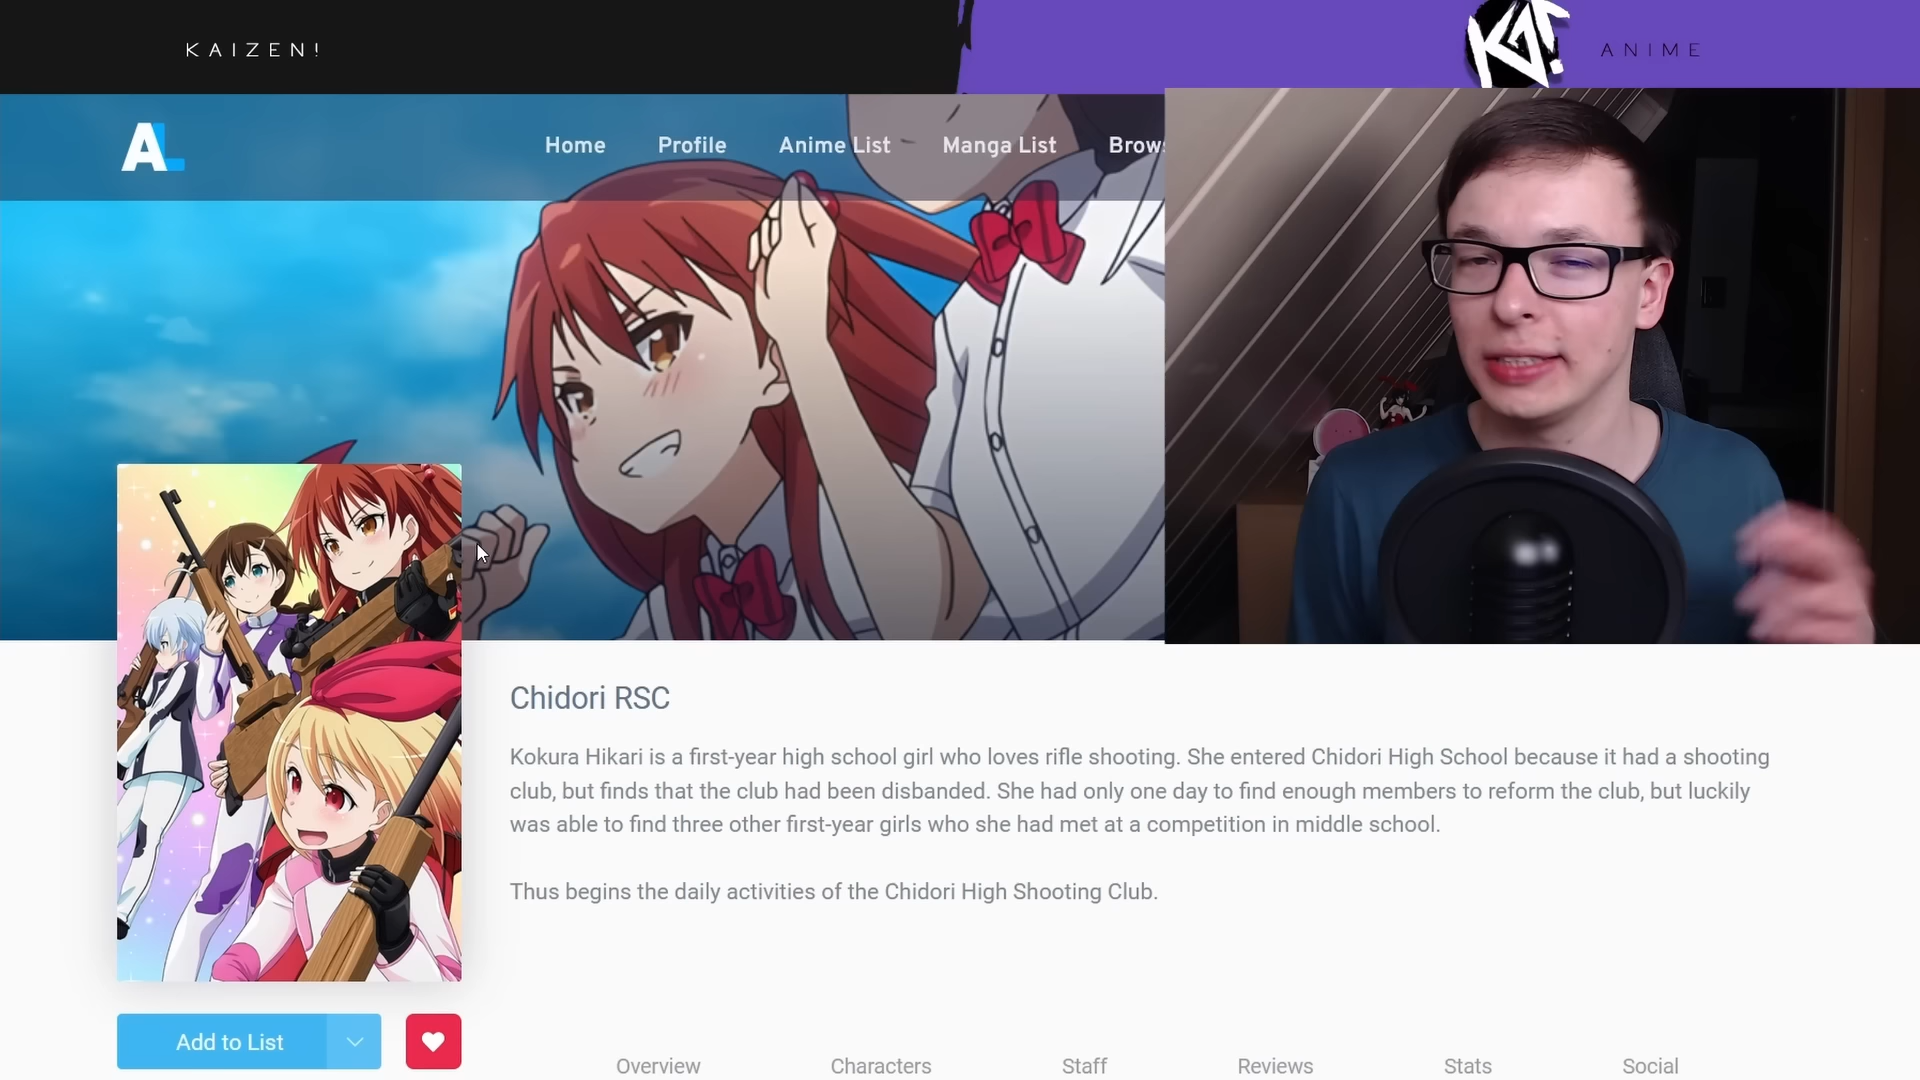 KAIZEN!
KAI!
ANIME
AL
Home
Profile
Anime List
Manga List
Brows
Chidori RSC
Kokura Hikari is a first-year high school girl who loves rifle shooting. She entered Chidori High School because it had a shooting
club, but finds that the club had been disbanded. She had only one day to find enough members to reform the club, but luckily
was able to find three other first-year girls who she had met at a competition in middle school.
Thus begins the daily activities of the Chidori High Shooting Club.
Add to List
Overview
Characters
Staff
Reviews
Stats
Social